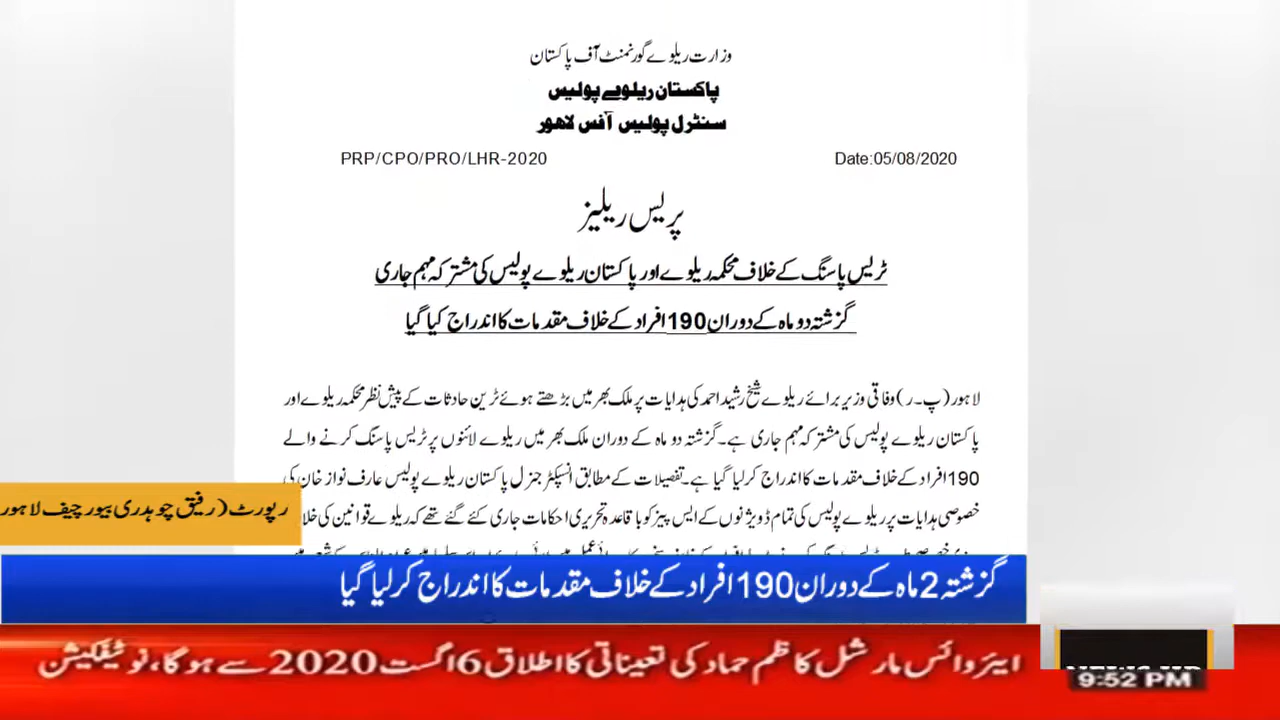 وزارت ریلوے گورنمنٹ آف پاکستان
پاکستان ریلویے پولیس
سنٹرل پولیس آفس لاھور
PRP/CPO/PRO/LHR-2020
Date:05/08/2020
پریس ریلیز
ٹریس پاسنگ کے خلاف محکمہ ریلوے اور پاکستان ریلوے پولیس کی مشترکہ مہم جاری
گزشتہ دو ماہ کے دوران 190 افراد کے خلاف مقدمات کا اندراج کیا گیا
لاہور (پ۔ر) وفاقی وزیر برائے ریلوے شیخ رشید احمد کی ہدایات پر ملک بھر میں بڑھتے ہوئے ٹرین حادثات کے پیش نظر محکمہ ریلوے اور
پاکستان ریلوے پولیس کی مشترکہ مہم جاری ہے۔ گزشتہ دو ماہ کے دوران ملک بھر میں ریلوے لائنوں پر ٹریس پاسنگ کرنے والے
190 افراد کے خلاف مقدمات کا اندراج کر لیا گیا ہے۔ تفصیلات کے مطابق انسپکٹر جنرل پاکستان ریلوے پولیس عارف نواز خان کی
خصوصی ہدایات پر ریلوے پولیس کی تمام ڈویژنوں کے ایس پیز کو باقاعدہ تحریری احکامات جاری کئے گئے تھے کہ ریلوے قوانین کی
رپورٹ (رفیق چوہدری بیور چیف لاہور
گزشتہ 2 ماہ کے دوران 190 افراد کے خلاف مقدمات کا اندراج کر لیا گیا
ایئر وائس مارشل کاظم حماد کی تعیناتی کا اطلاق 6 اگست 2020 سے ہو گا، نوٹیفکیشن
9:52 PM